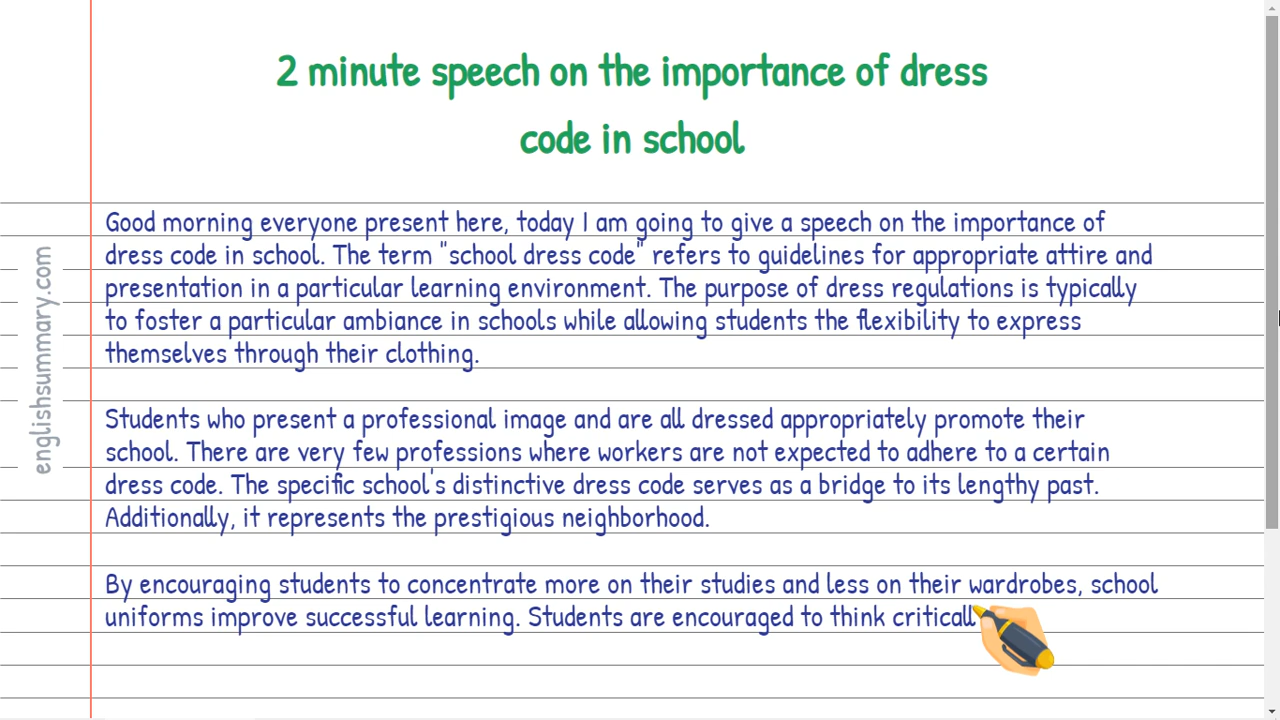 2 minute speech on the importance of dress
code in school
englishsummary.com
Good morning everyone present here, today I am going to give a speech on the importance of
dress code in school. The term "school dress code" refers to guidelines for appropriate attire and
presentation in a particular learning environment. The purpose of dress regulations is typically
to foster a particular ambiance in schools while allowing students the flexibility to express
themselves through their clothing.
Students who present a professional image and are all dressed appropriately promote their
school. There are very few professions where workers are not expected to adhere to a certain
dress code. The specific school's distinctive dress code serves as a bridge to its lengthy past.
Additionally, it represents the prestigious neighborhood.
By encouraging students to concentrate more on their studies and less on their wardrobes, school
uniforms improve successful learning. Students are encouraged to think criticall